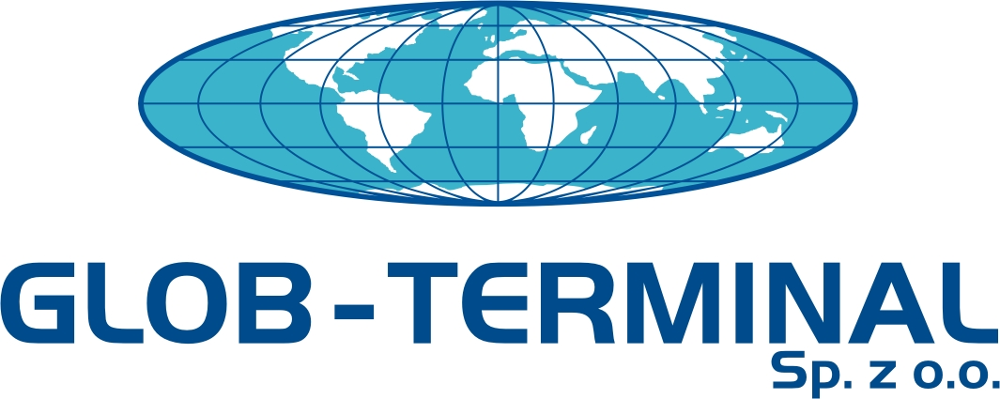 GLOB - TERMINAL
Sp. z o.o.